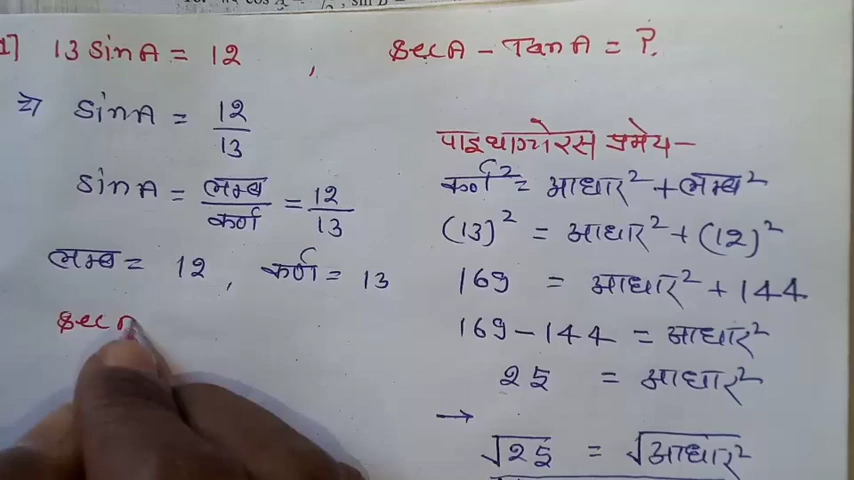 1] 13 sinA = 12 , secA - TanA = ?
=> sinA = 12/13
sinA = लम्ब/कर्ण = 12/13
लम्ब = 12 , कर्ण = 13
sec A
पाइथागोरस प्रमेय -
कर्ण² = आधार² + लम्ब²
(13)² = आधार² + (12)²
169 = आधार² + 144
169 - 144 = आधार²
25 = आधार²
→ √25 = √आधार²